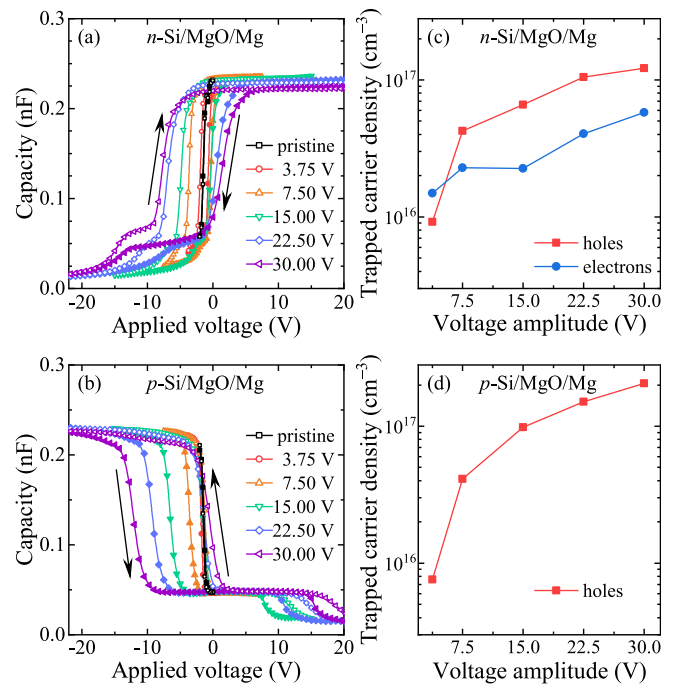 (a) n-Si/MgO/Mg
0.3
0.2
0.1
0.0
Capacity (nF)
pristine
3.75 V
7.50 V
15.00 V
22.50 V
30.00 V
-20 -10 0 10 20
Applied voltage (V)
(c) n-Si/MgO/Mg
10^17
10^16
Trapped carrier density (cm^−3)
holes
electrons
7.5 15.0 22.5 30.0
Voltage amplitude (V)
(b) p-Si/MgO/Mg
0.3
0.2
0.1
0.0
Capacity (nF)
pristine
3.75 V
7.50 V
15.00 V
22.50 V
30.00 V
-20 -10 0 10 20
Applied voltage (V)
(d) p-Si/MgO/Mg
10^17
10^16
Trapped carrier density (cm^−3)
holes
7.5 15.0 22.5 30.0
Voltage amplitude (V)